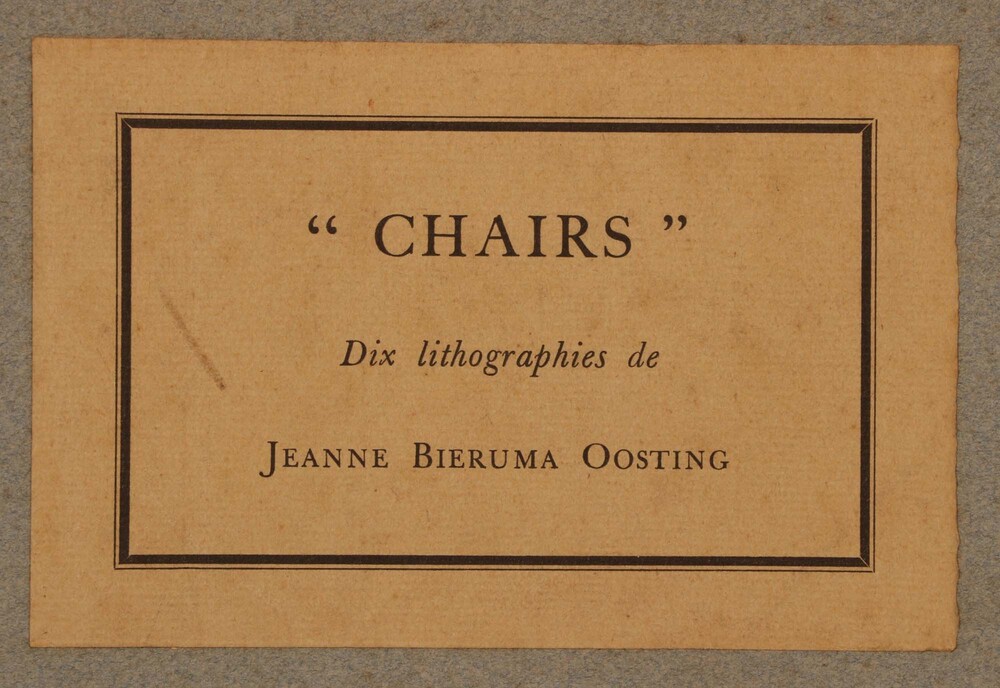 “ CHAIRS ”
Dix lithographies de
JEANNE BIERUMA OOSTING